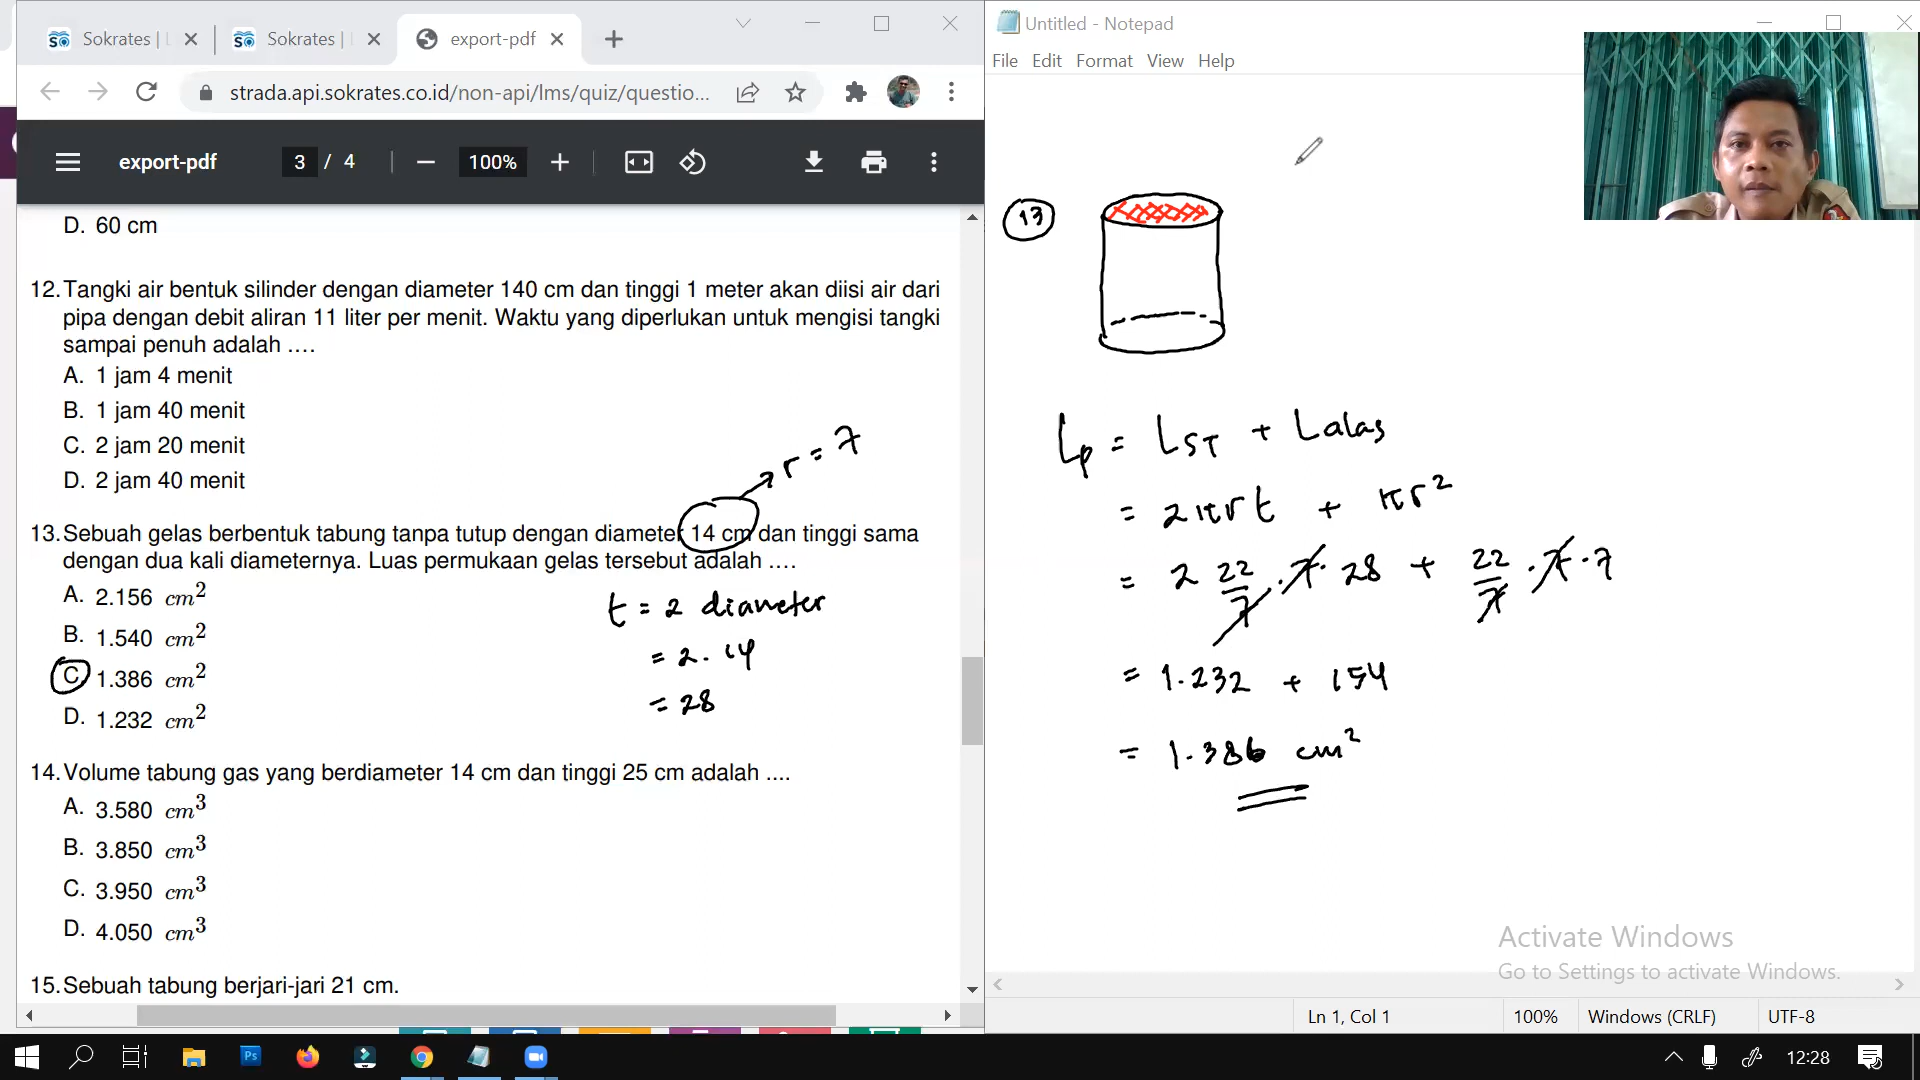 Sokrates |
Sokrates |
export-pdf
strada.api.sokrates.co.id/non-api/lms/quiz/questio...
export-pdf
3 / 4
100%
D. 60 cm
12. Tangki air bentuk silinder dengan diameter 140 cm dan tinggi 1 meter akan diisi air dari
pipa dengan debit aliran 11 liter per menit. Waktu yang diperlukan untuk mengisi tangki
sampai penuh adalah ….
A. 1 jam 4 menit
B. 1 jam 40 menit
C. 2 jam 20 menit
D. 2 jam 40 menit
r = 7
13. Sebuah gelas berbentuk tabung tanpa tutup dengan diameter 14 cm dan tinggi sama
dengan dua kali diameternya. Luas permukaan gelas tersebut adalah ….
A. 2.156 cm²
B. 1.540 cm²
C. 1.386 cm²
D. 1.232 cm²
t = 2 diameter
= 2. 14
= 28
14. Volume tabung gas yang berdiameter 14 cm dan tinggi 25 cm adalah ....
A. 3.580 cm³
B. 3.850 cm³
C. 3.950 cm³
D. 4.050 cm³
15. Sebuah tabung berjari-jari 21 cm.
Untitled - Notepad
File Edit Format View Help
13
Lp = LST + Lalas
= 2πrt + πr²
= 2 22/7 . 7 . 28 + 22/7 . 7 . 7
= 1.232 + 154
= 1.386 cm²
Activate Windows
Go to Settings to activate Windows.
Ln 1, Col 1
100%
Windows (CRLF)
UTF-8
Ps
12:28